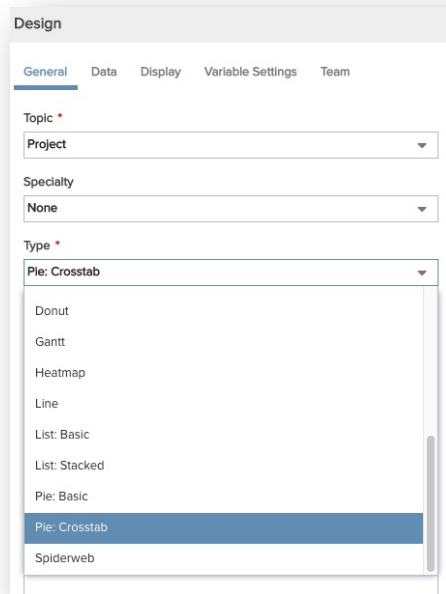 Design
General Data Display Variable Settings Team
Topic *
Project
Specialty
None
Type *
Pie: Crosstab
Donut
Gantt
Heatmap
Line
List: Basic
List: Stacked
Pie: Basic
Pie: Crosstab
Spiderweb